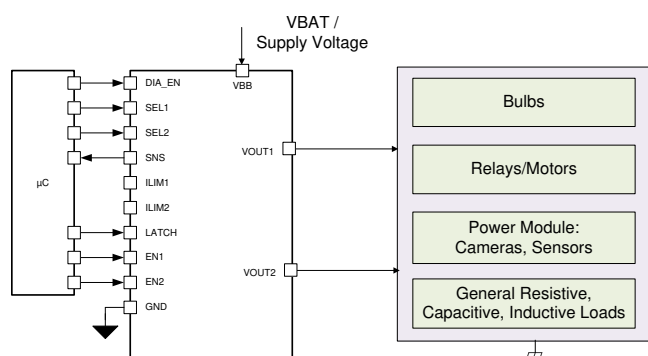 VBAT /
Supply Voltage
VBB
µC
DIA_EN
SEL1
SEL2
SNS
ILIM1
ILIM2
LATCH
EN1
EN2
GND
VOUT1
VOUT2
Bulbs
Relays/Motors
Power Module:
Cameras, Sensors
General Resistive,
Capacitive, Inductive Loads